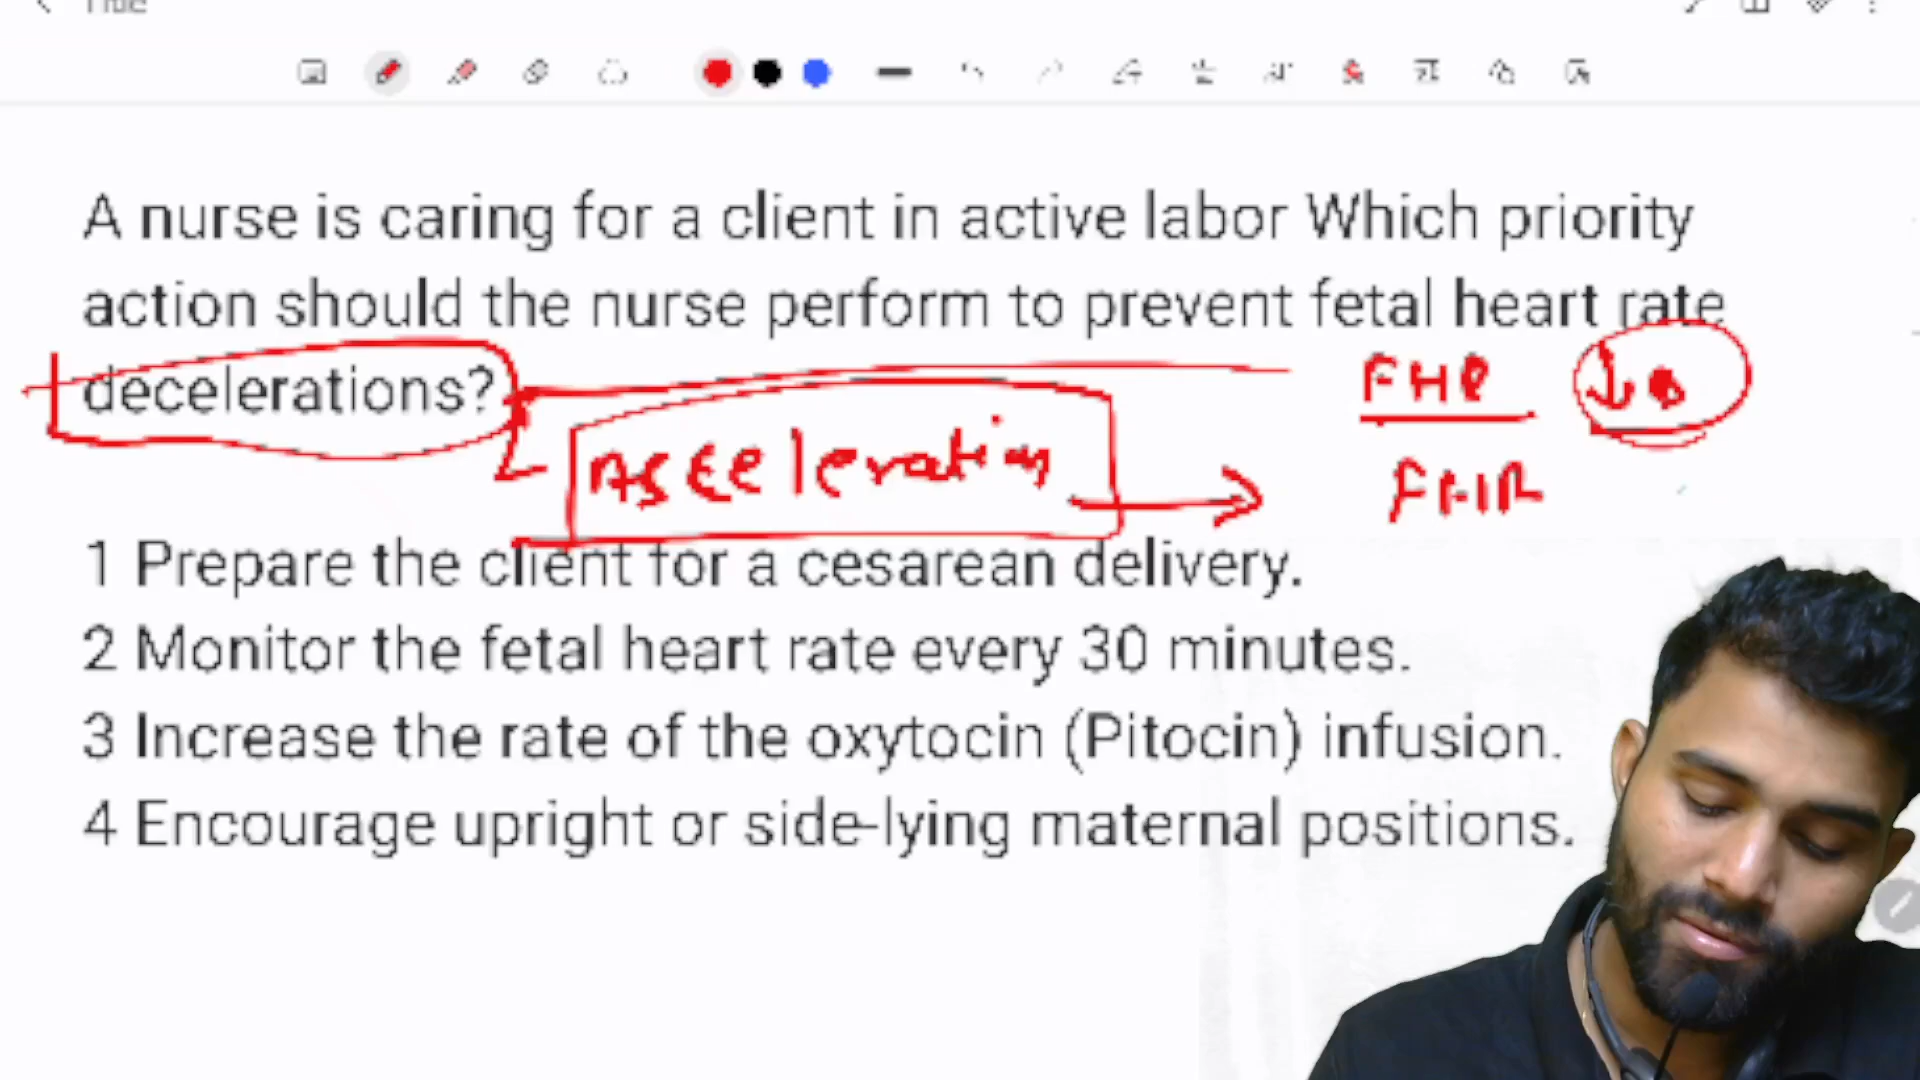 Title
A nurse is caring for a client in active labor Which priority
action should the nurse perform to prevent fetal heart rate
decelerations?
FHR ↓
Acceleration → FHR
1 Prepare the client for a cesarean delivery.
2 Monitor the fetal heart rate every 30 minutes.
3 Increase the rate of the oxytocin (Pitocin) infusion.
4 Encourage upright or side-lying maternal positions.